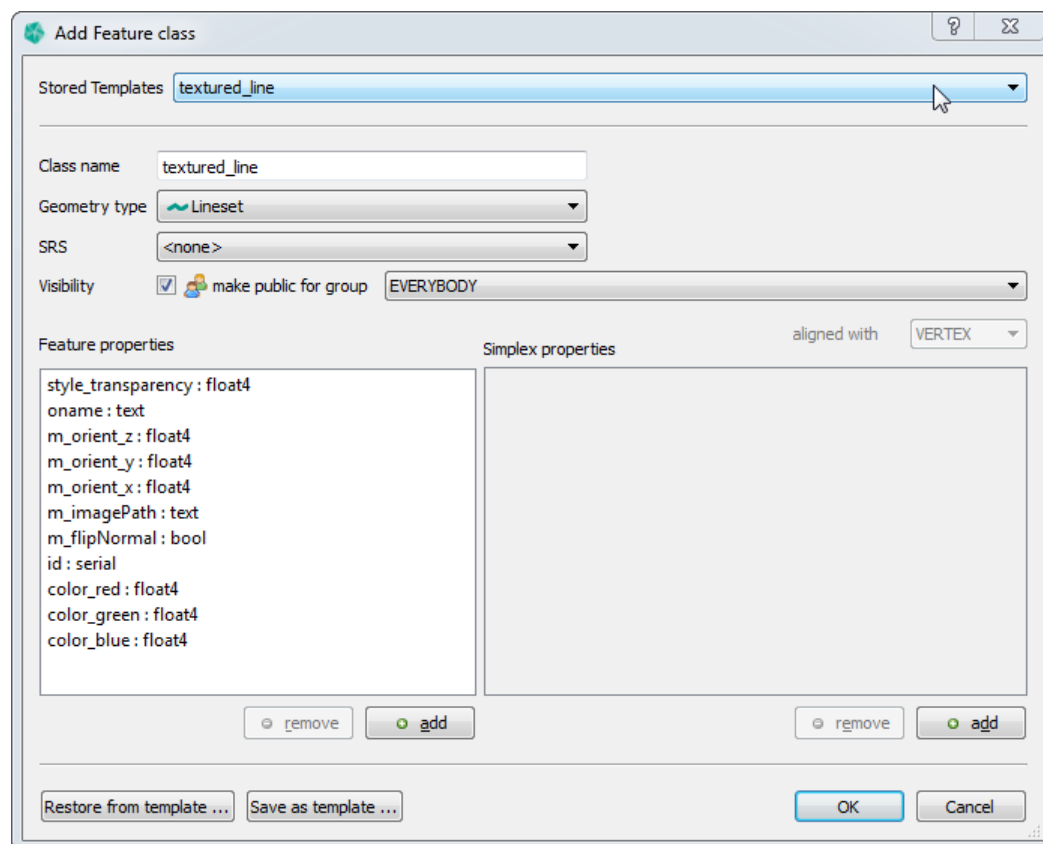 Add Feature class
Stored Templates textured_line
Class name textured_line
Geometry type Lineset
SRS <none>
Visibility make public for group EVERYBODY
aligned with VERTEX
Feature properties
Simplex properties
style_transparency : float4
oname : text
m_orient_z : float4
m_orient_y : float4
m_orient_x : float4
m_imagePath : text
m_flipNormal : bool
id : serial
color_red : float4
color_green : float4
color_blue : float4
remove add remove add
Restore from template ... Save as template ... OK Cancel